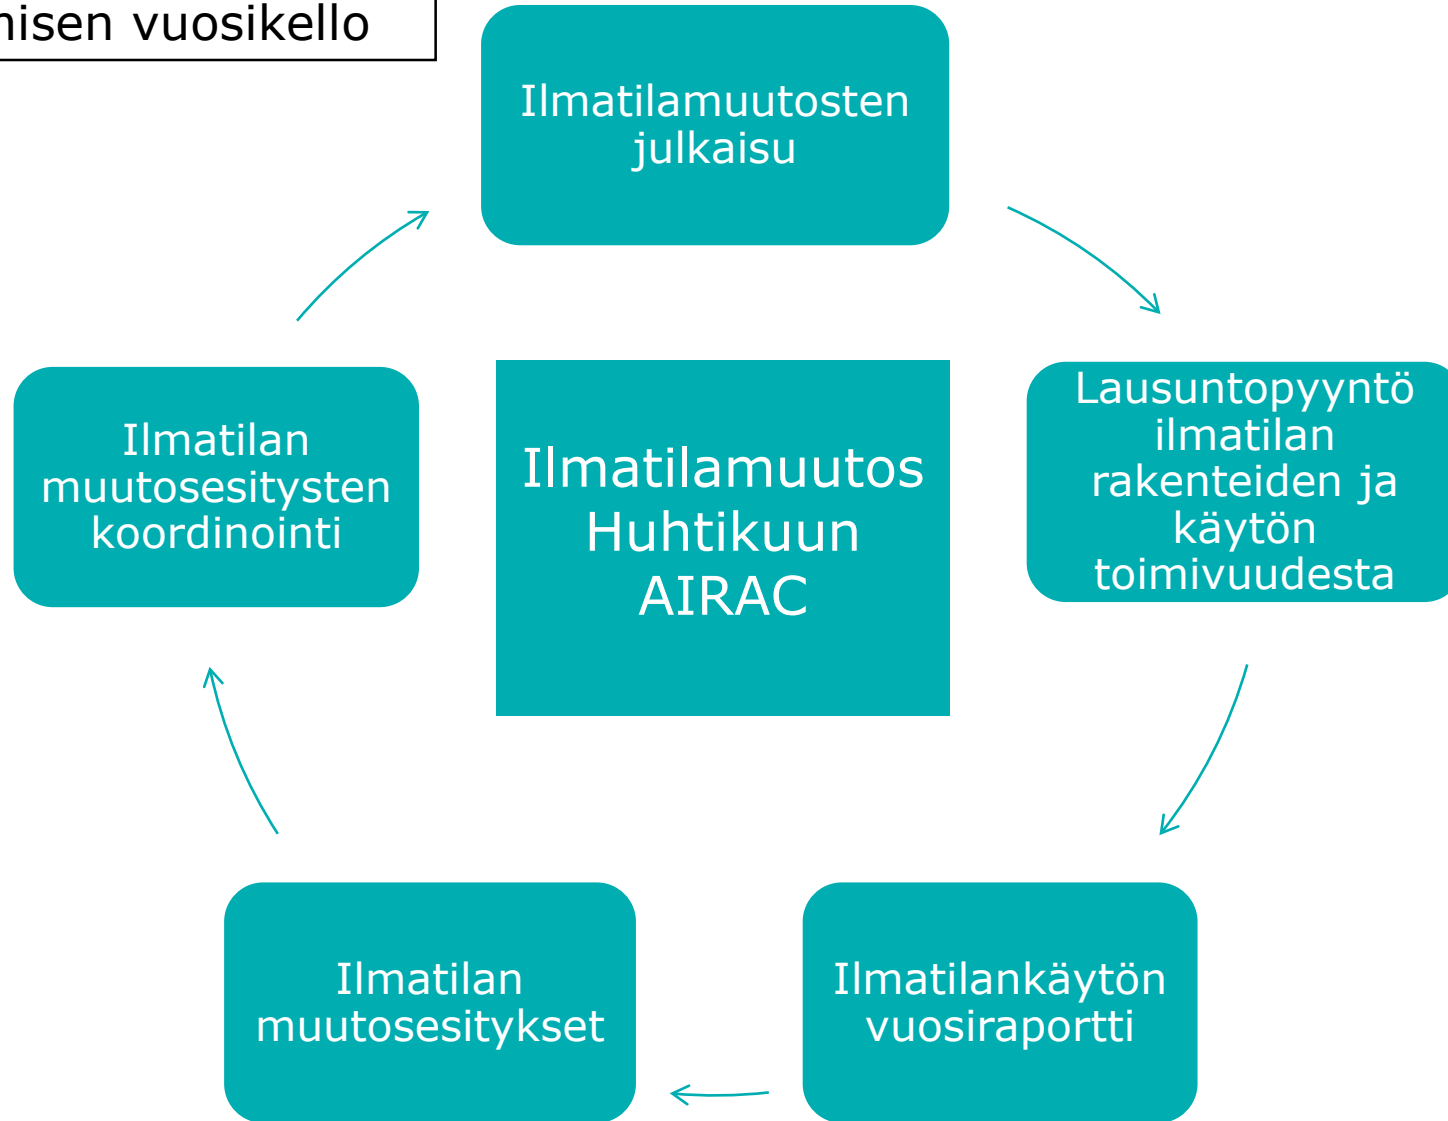 misen vuosikello
Ilmatilamuutosten
julkaisu
Lausuntopyyntö
ilmatilan
rakenteiden ja
käytön
toimivuudesta
Ilmatilankäytön
vuosiraportti
Ilmatilan
muutosesitykset
Ilmatilan
muutosesitysten
koordinointi
Ilmatilamuutos
Huhtikuun
AIRAC